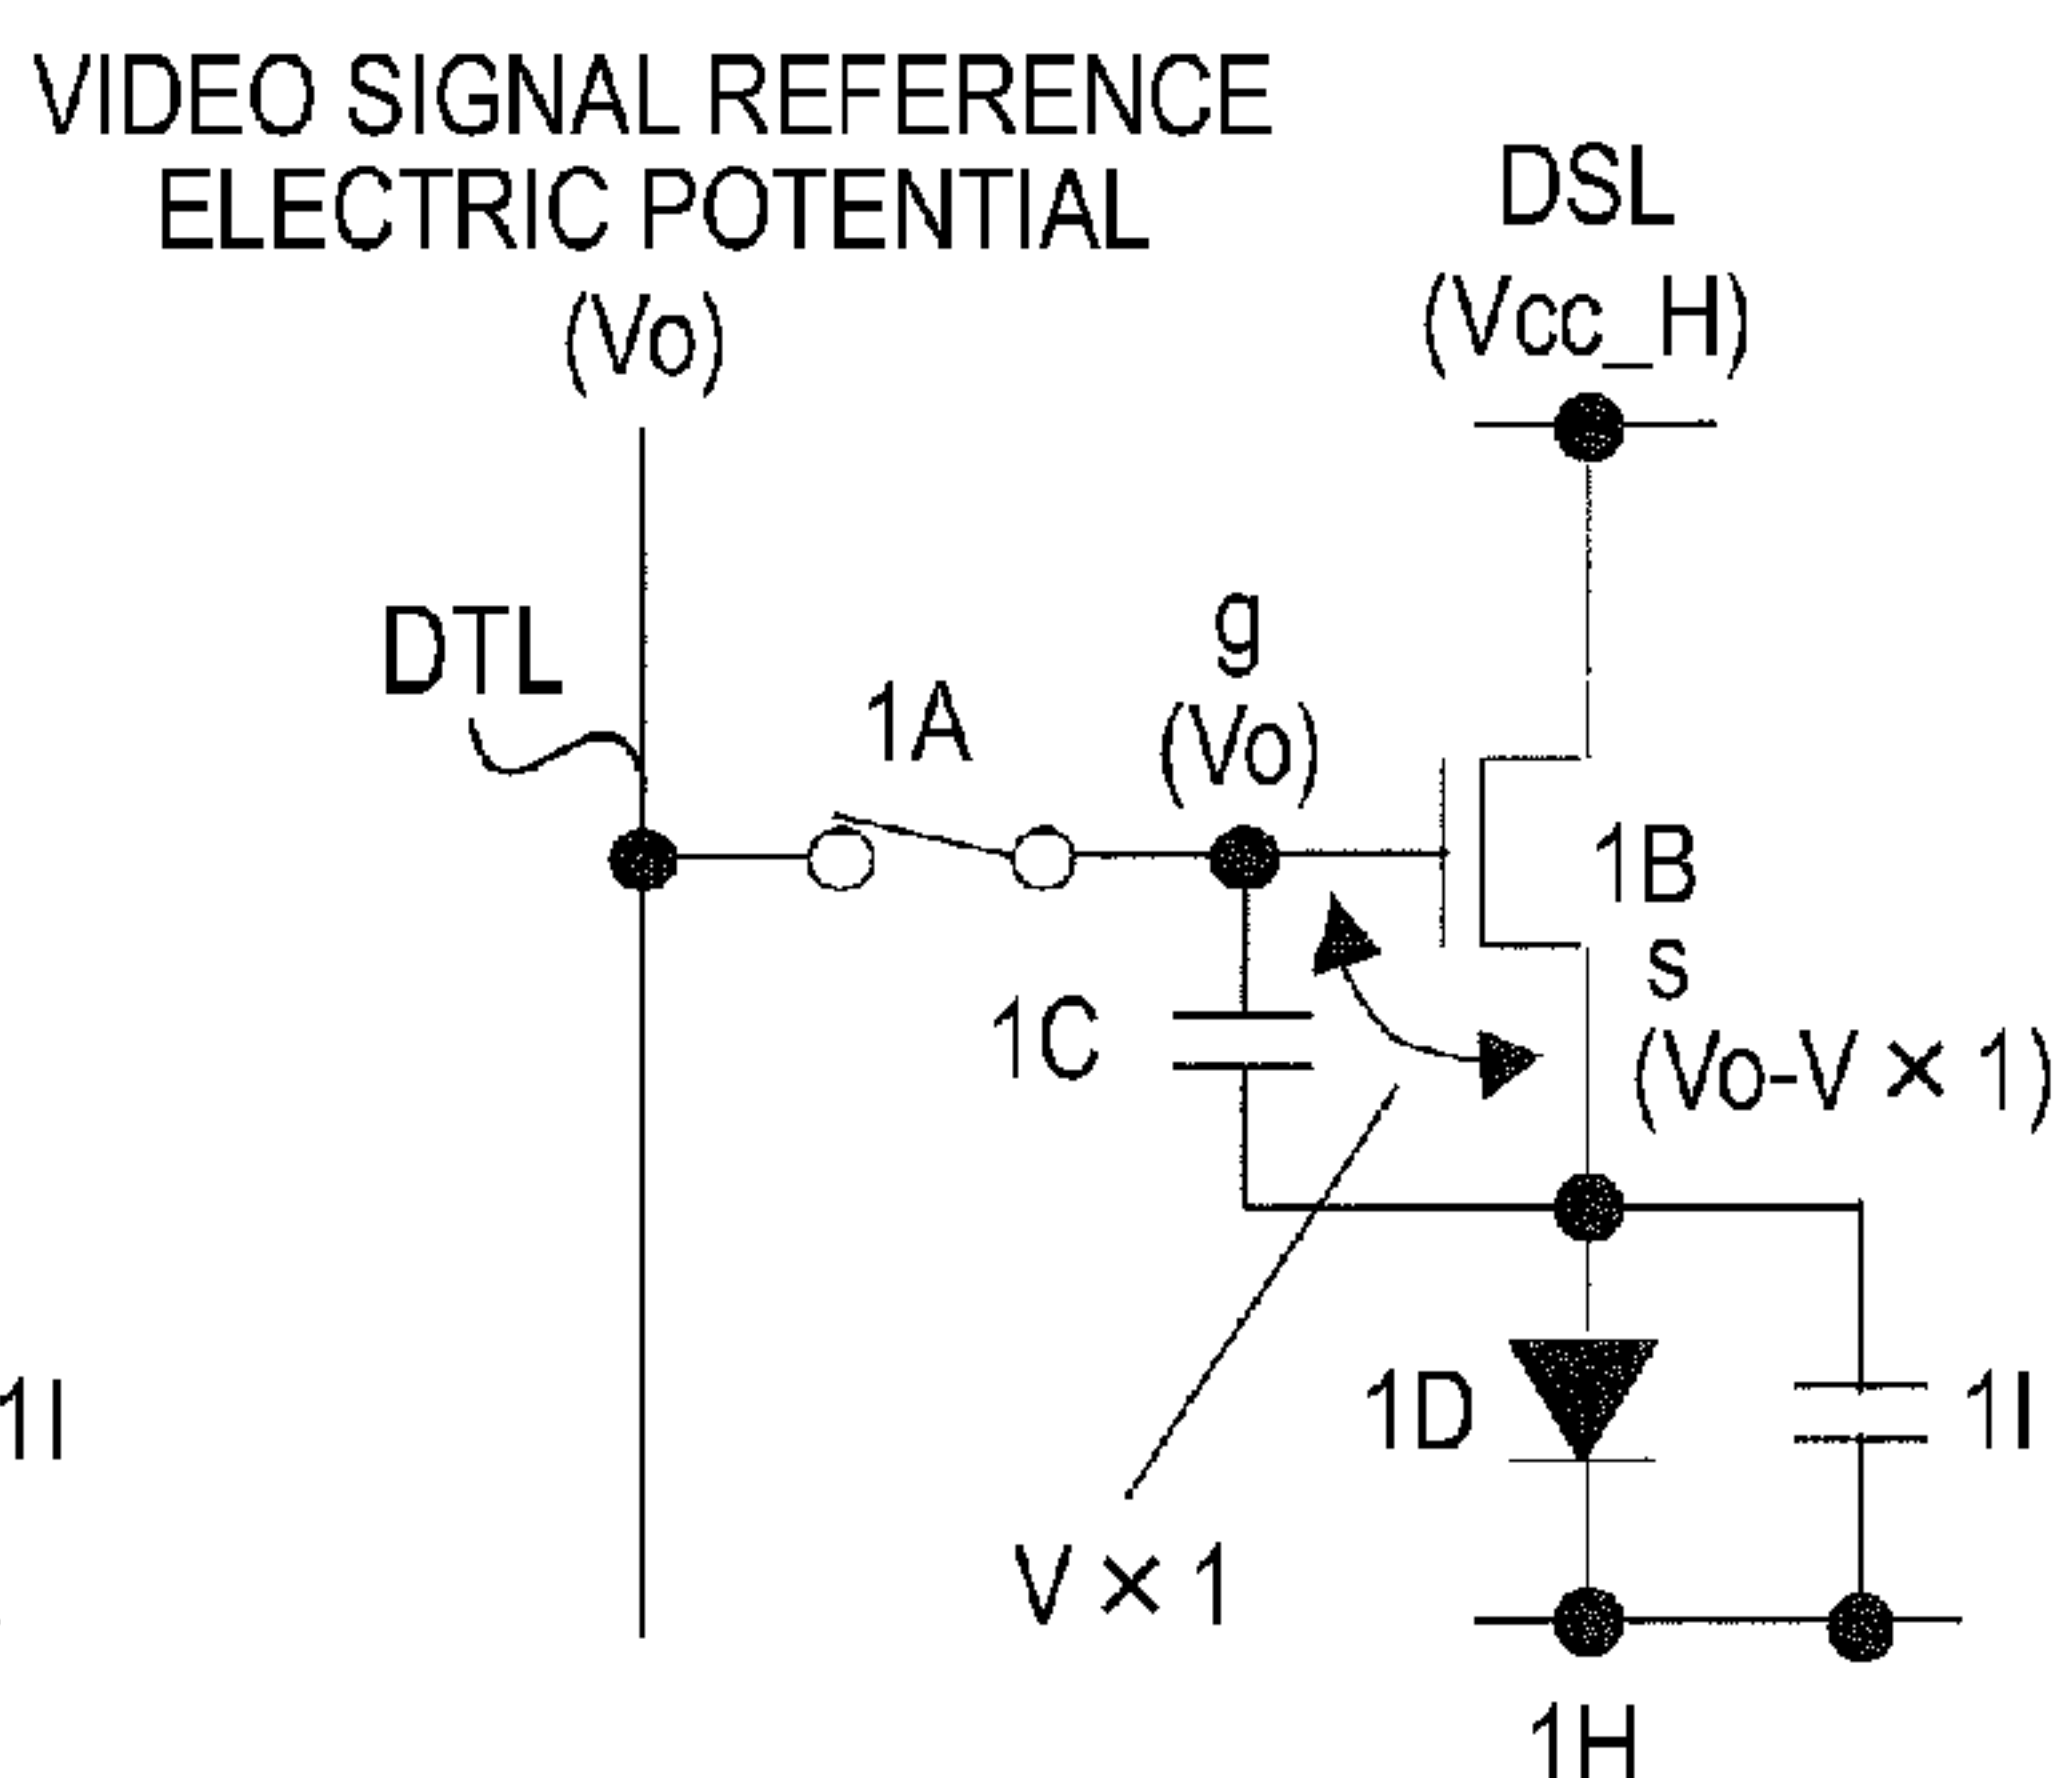 VIDEO SIGNAL REFERENCE
ELECTRIC POTENTIAL
(Vo)
DSL
(Vcc_H)
DTL
1A
g
(Vo)
1B
s
(Vo-V×1)
1C
1D
1I
1I
V×1
1H